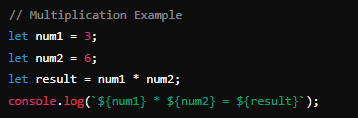 // Multiplication Example
let num1 = 3;
let num2 = 6;
let result = num1 * num2;
console.log(`${num1} * ${num2} = ${result}`);